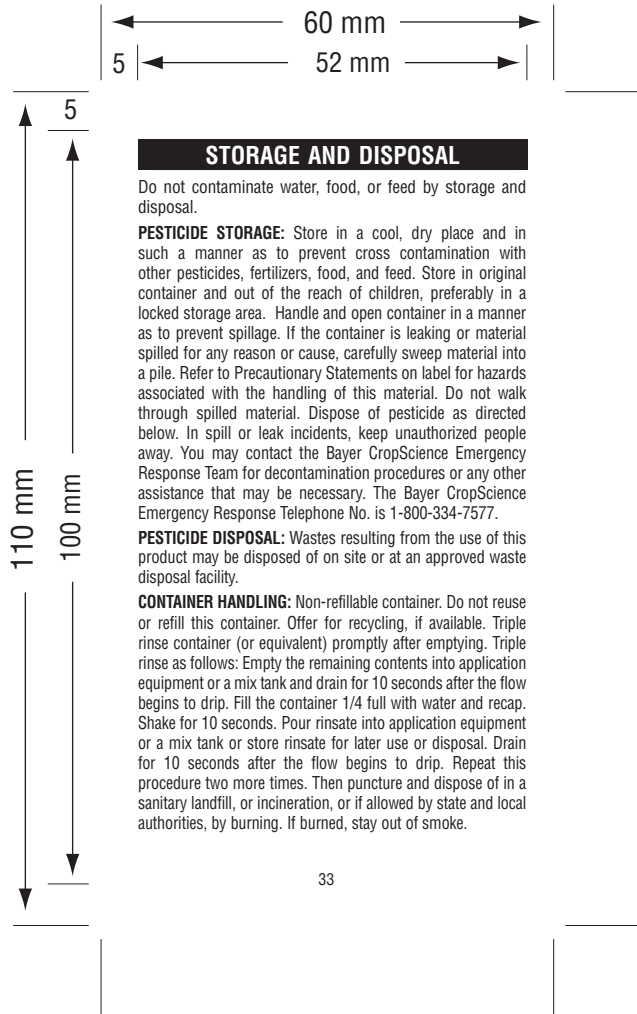 60 mm
5 52 mm
5
STORAGE AND DISPOSAL
Do not contaminate water, food, or feed by storage and
disposal.
PESTICIDE STORAGE: Store in a cool, dry place and in
such a manner as to prevent cross contamination with
other pesticides, fertilizers, food, and feed. Store in original
container and out of the reach of children, preferably in a
locked storage area. Handle and open container in a manner
as to prevent spillage. If the container is leaking or material
spilled for any reason or cause, carefully sweep material into
a pile. Refer to Precautionary Statements on label for hazards
associated with the handling of this material. Do not walk
through spilled material. Dispose of pesticide as directed
below. In spill or leak incidents, keep unauthorized people
away. You may contact the Bayer CropScience Emergency
Response Team for decontamination procedures or any other
assistance that may be necessary. The Bayer CropScience
Emergency Response Telephone No. is 1-800-334-7577.
PESTICIDE DISPOSAL: Wastes resulting from the use of this
product may be disposed of on site or at an approved waste
disposal facility.
CONTAINER HANDLING: Non-refillable container. Do not reuse
or refill this container. Offer for recycling, if available. Triple
rinse container (or equivalent) promptly after emptying. Triple
rinse as follows: Empty the remaining contents into application
equipment or a mix tank and drain for 10 seconds after the flow
begins to drip. Fill the container 1/4 full with water and recap.
Shake for 10 seconds. Pour rinsate into application equipment
or a mix tank or store rinsate for later use or disposal. Drain
for 10 seconds after the flow begins to drip. Repeat this
procedure two more times. Then puncture and dispose of in a
sanitary landfill, or incineration, or if allowed by state and local
authorities, by burning. If burned, stay out of smoke.
33
110 mm
100 mm